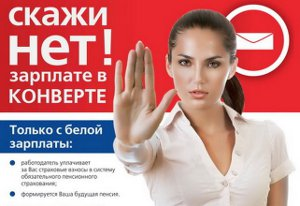 скажи
нет!
зарплате в
КОНВЕРТЕ
Только с белой
зарплаты:
работодатель уплачивает
за Вас страховые взносы в систему
обязательного пенсионного
страхования;
формируется Ваша будущая пенсия.